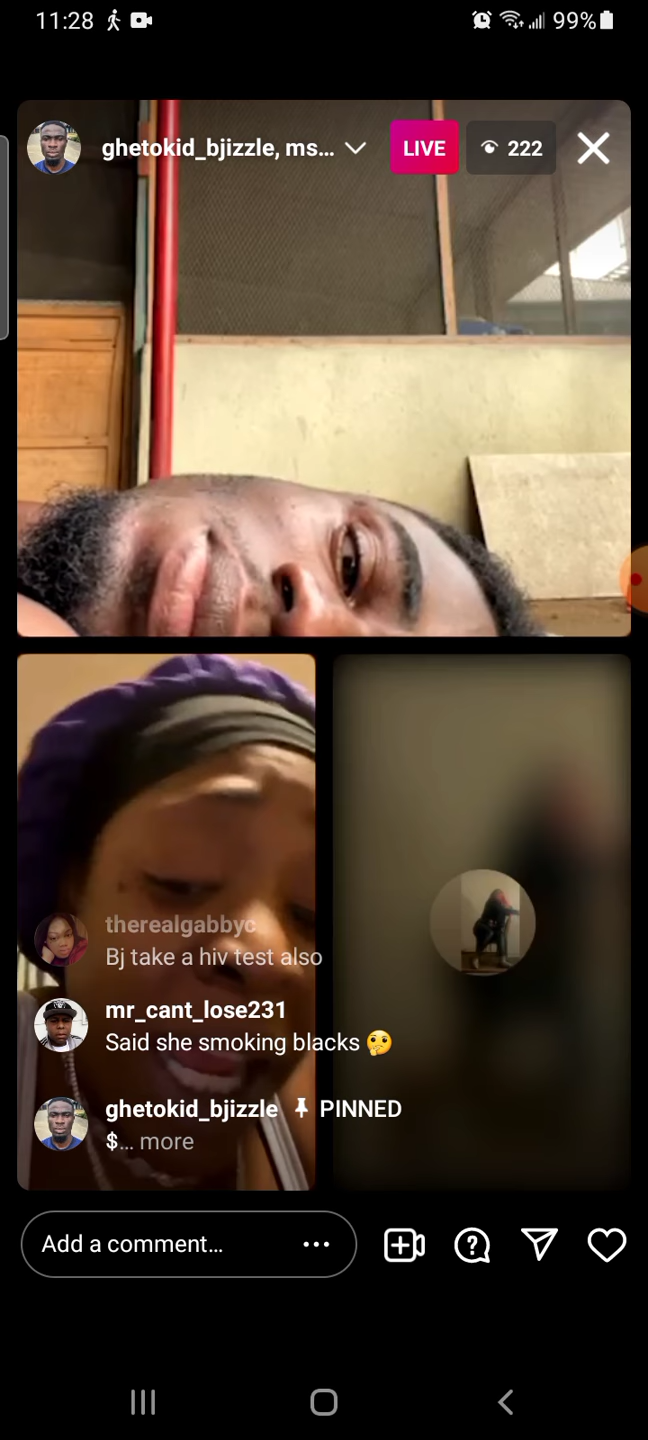 11:28
99%
ghetokid_bjizzle, ms...
LIVE
222
therealgabbyc
Bj take a hiv test also
mr_cant_lose231
Said she smoking blacks 🤔
ghetokid_bjizzle PINNED
$... more
Add a comment...